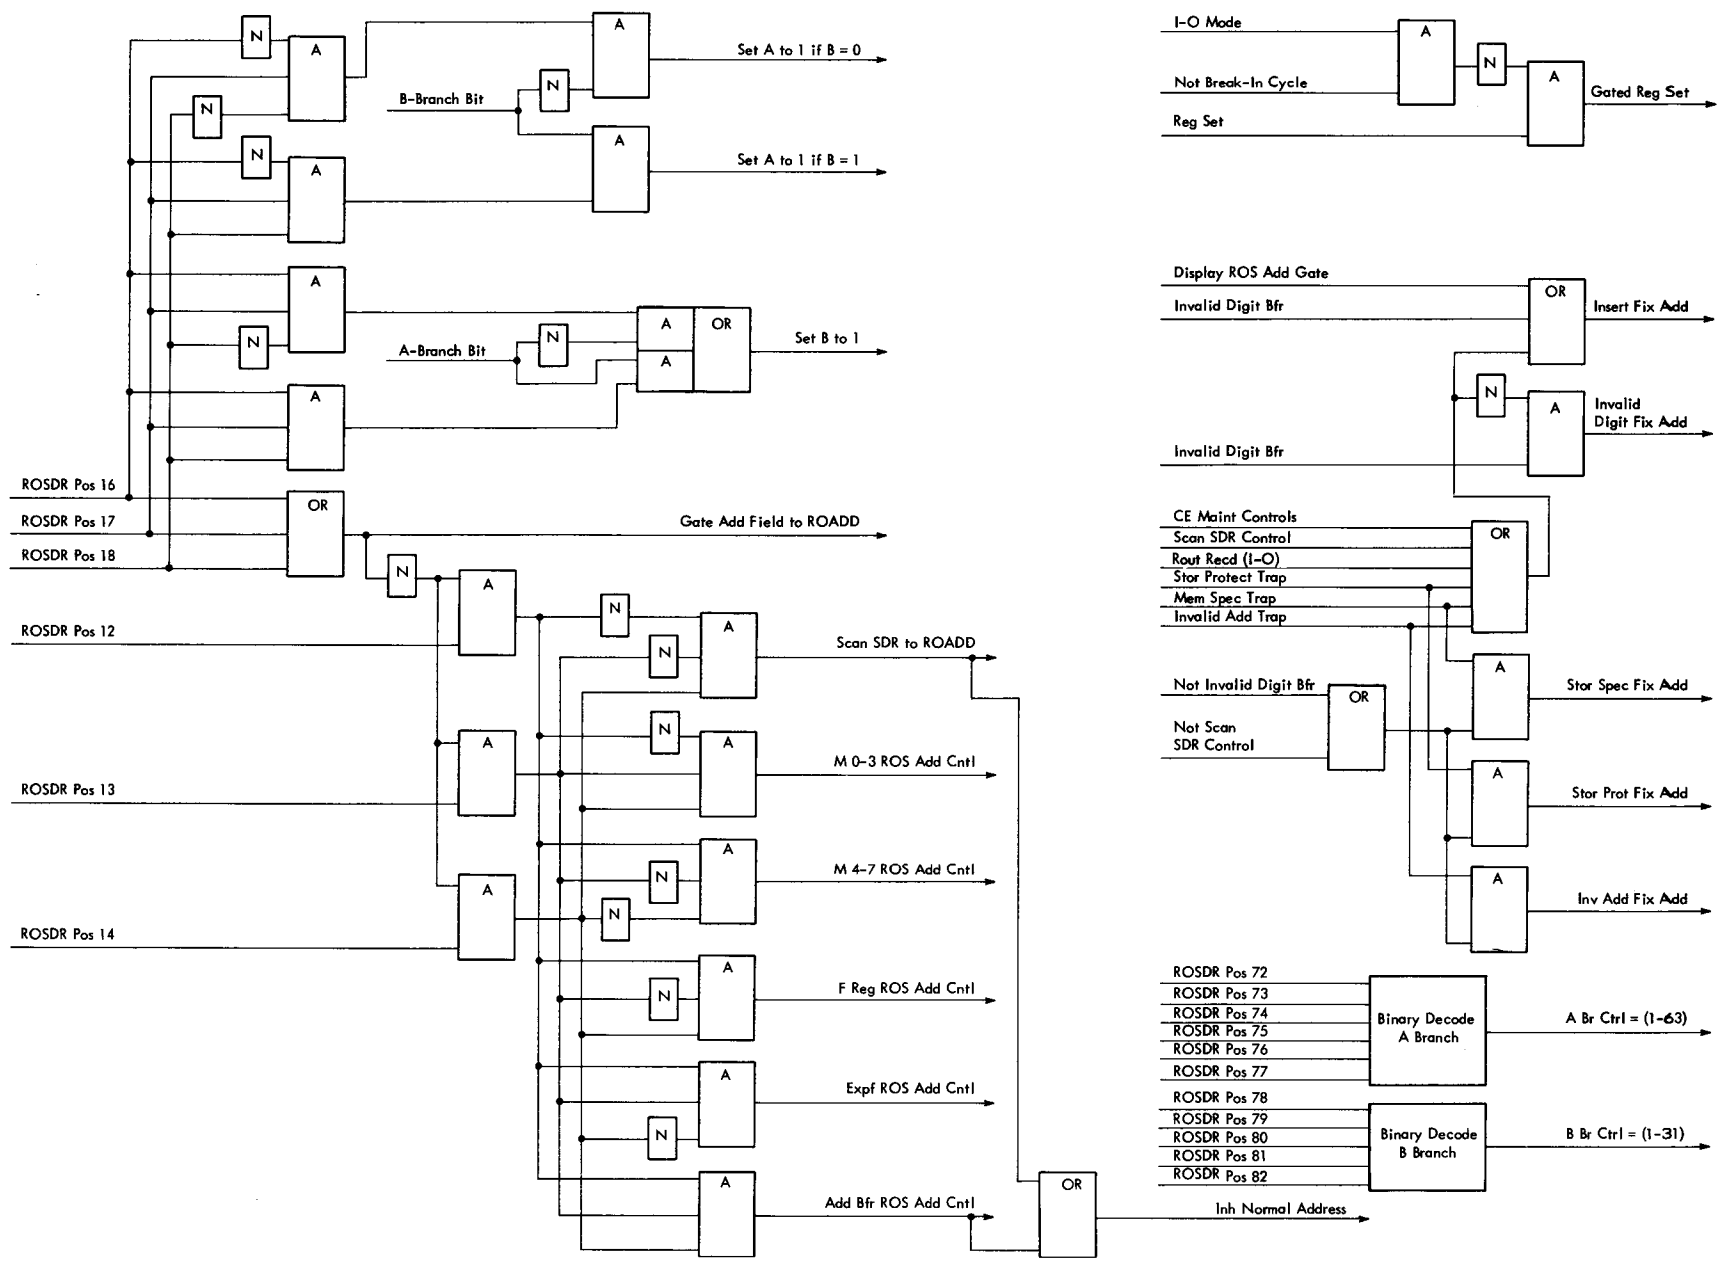 N
A
A
Set A to 1 if B = 0
N
B-Branch Bit
N
N
A
A
Set A to 1 if B = 1
A
N
A-Branch Bit
N
A
OR
A
Set B to 1
A
ROSDR Pos 16
ROSDR Pos 17
ROSDR Pos 18
OR
Gate Add Field to ROADD
N
A
ROSDR Pos 12
N
N
A
Scan SDR to ROADD
ROSDR Pos 13
A
N
A
M 0-3 ROS Add Cntl
N
N
A
M 4-7 ROS Add Cntl
ROSDR Pos 14
A
N
A
F Reg ROS Add Cntl
A
N
Expf ROS Add Cntl
A
Add Bfr ROS Add Cntl
OR
Inh Normal Address
I-O Mode
Not Break-In Cycle
Reg Set
A
N
A
Gated Reg Set
Display ROS Add Gate
Invalid Digit Bfr
OR
Insert Fix Add
N
A
Invalid
Digit Fix Add
Invalid Digit Bfr
CE Maint Controls
Scan SDR Control
Rout Recd (I-O)
Stor Protect Trap
Mem Spec Trap
Invalid Add Trap
OR
Not Invalid Digit Bfr
Not Scan
SDR Control
OR
A
Stor Spec Fix Add
A
Stor Prot Fix Add
A
Inv Add Fix Add
ROSDR Pos 72
ROSDR Pos 73
ROSDR Pos 74
ROSDR Pos 75
ROSDR Pos 76
ROSDR Pos 77
Binary Decode
A Branch
A Br Ctrl = (1-63)
ROSDR Pos 78
ROSDR Pos 79
ROSDR Pos 80
ROSDR Pos 81
ROSDR Pos 82
Binary Decode
B Branch
B Br Ctrl = (1-31)